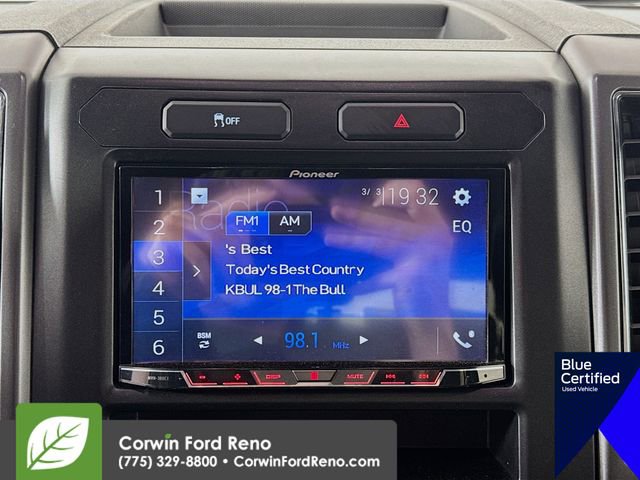 OFF
Pioneer
Radio
3/ 3 19 32
1
FM1 AM
EQ
2
's Best
3
Today's Best Country
4
KBUL 98-1 The Bull
5
BSM
98.1 MHz
6
DISP MUTE
Blue
Certified
Used Vehicle
Corwin Ford Reno
(775) 329-8800 • CorwinFordReno.com